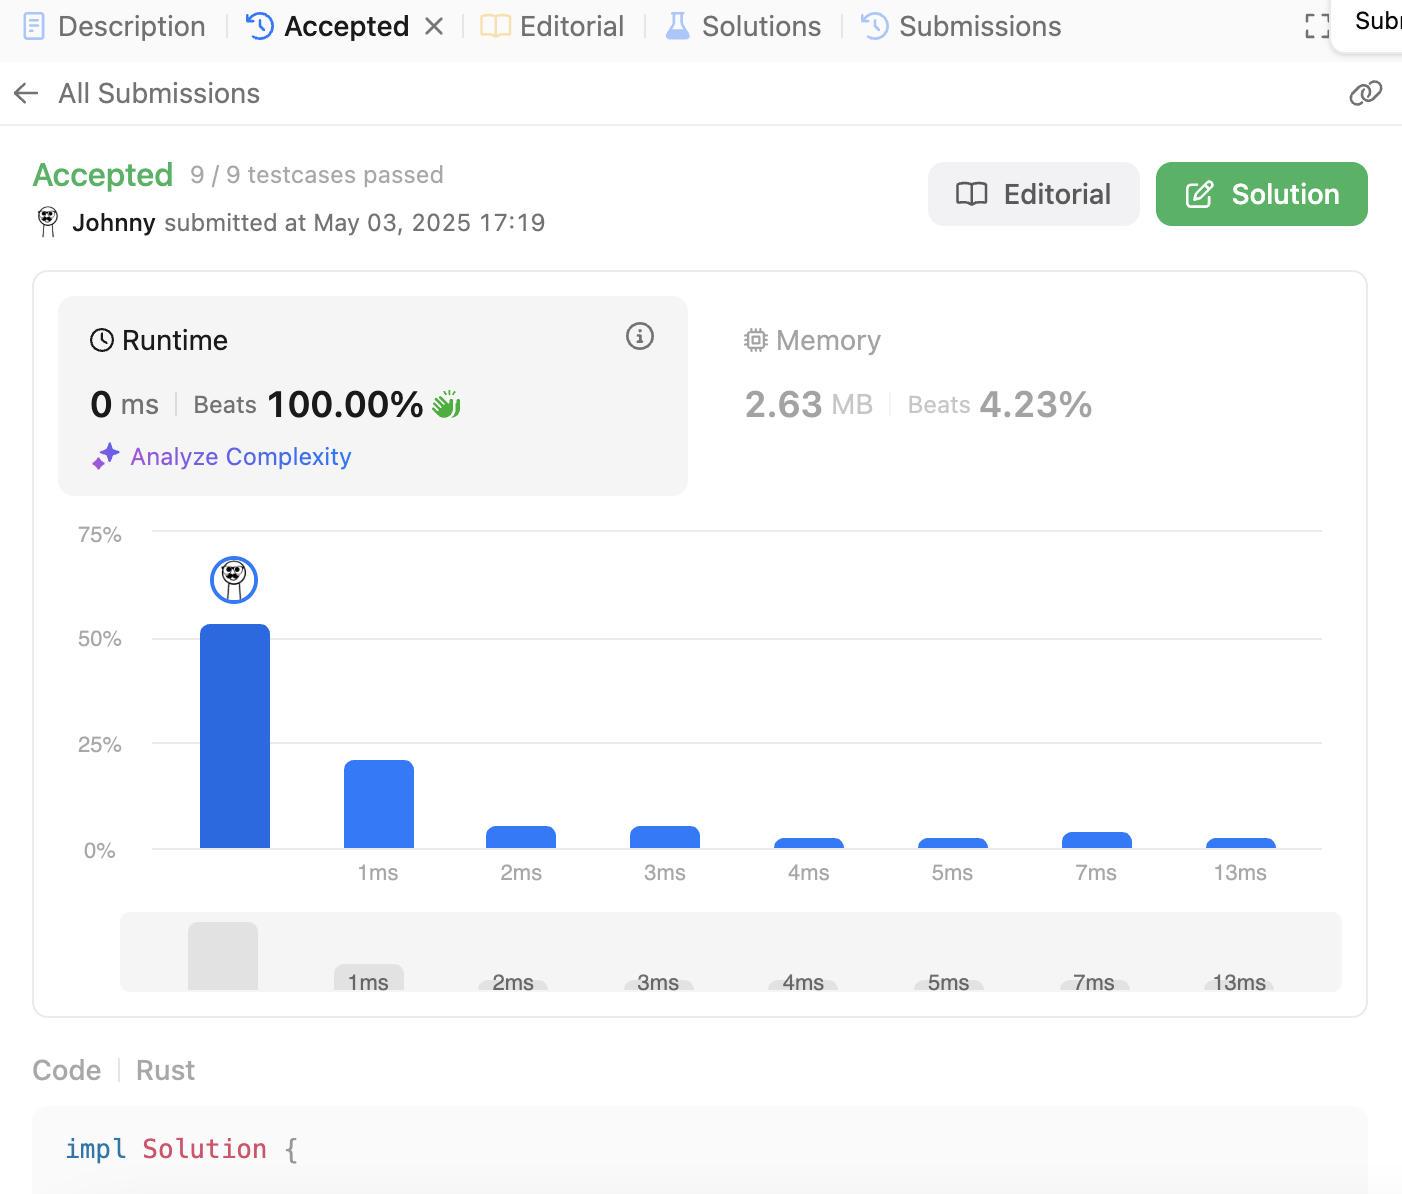 Description
Accepted
Editorial
Solutions
Submissions
All Submissions
Accepted 9 / 9 testcases passed
Johnny submitted at May 03, 2025 17:19
Editorial
Solution
Runtime
0 ms
Beats 100.00%
Analyze Complexity
Memory
2.63 MB
Beats 4.23%
75%
50%
25%
0%
1ms 2ms 3ms 4ms 5ms 7ms 13ms
1ms 2ms 3ms 4ms 5ms 7ms 13ms
Code
Rust
impl Solution {